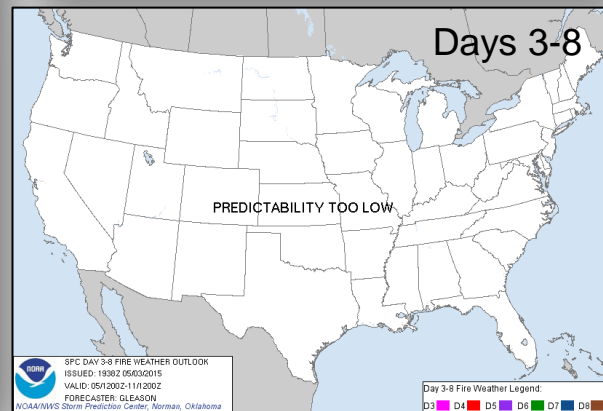 Days 3-8
PREDICTABILITY TOO LOW
NOAA
SPC DAY 3-8 FIRE WEATHER OUTLOOK
ISSUED: 1938Z 05/03/2015
VALID: 05/1200Z-11/1200Z
FORECASTER: GLEASON
NOAA/NWS Storm Prediction Center, Norman, Oklahoma
Day 3-8 Fire Weather Legend:
D3 D4 D5 D6 D7 D8